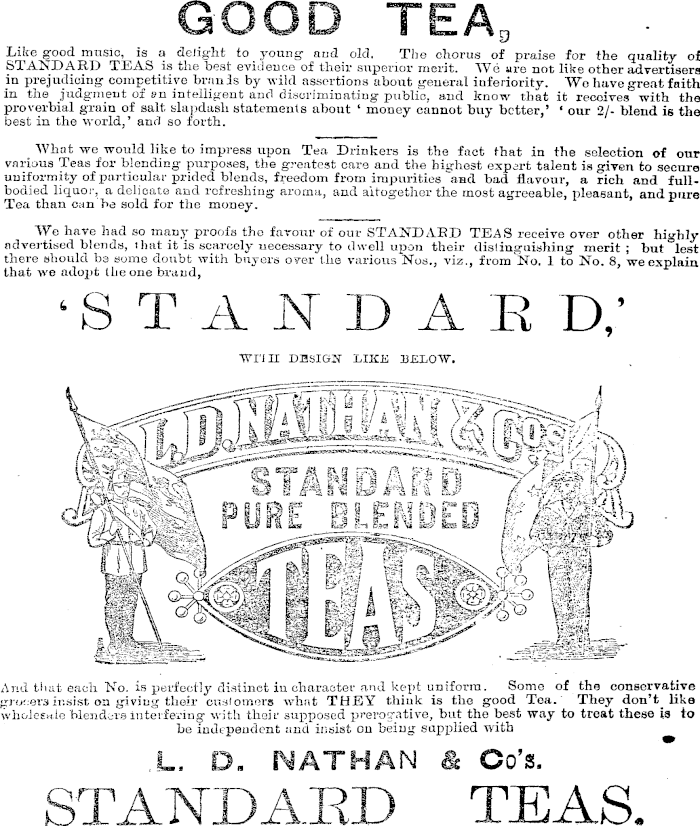 GOOD TEA,
Like good music, is a delight to young and old. The chorus of praise for the quality of
STANDARD TEAS is the best evidence of their superior merit. We are not like other advertisers
in prejudicing competitive brands by wild assertions about general inferiority. We have great faith
in the judgment of an intelligent and discriminating public, and know that it receives with the
proverbial grain of salt slapdash statements about ‘ money cannot buy better,’ ‘ our 2/- blend is the
best in the world,’ and so forth.
What we would like to impress upon Tea Drinkers is the fact that in the selection of our
various Teas for blending purposes, the greatest care and the highest expert talent is given to secure
uniformity of particular prided blends, freedom from impurities and bad flavour, a rich and full-
bodied liquor, a delicate and refreshing aroma, and altogether the most agreeable, pleasant, and pure
Tea than can be sold for the money.
We have had so many proofs the favour of our STANDARD TEAS receive over other highly
advertised blends, that it is scarcely necessary to dwell upon their distinguishing merit ; but lest
there should be some doubt with buyers over the various Nos., viz., from No. 1 to No. 8, we explain
that we adopt the one brand,
‘STANDARD,’
WITH DESIGN LIKE BELOW.
L.D. NATHAN & Co's
STANDARD
PURE BLENDED
TEAS
And that each No. is perfectly distinct in character and kept uniform. Some of the conservative
grocers insist on giving their customers what THEY think is the good Tea. They don't like
wholesale blenders interfering with their supposed prerogative, but the best way to treat these is to
be independent and insist on being supplied with
L. D. NATHAN & Co's.
STANDARD TEAS.